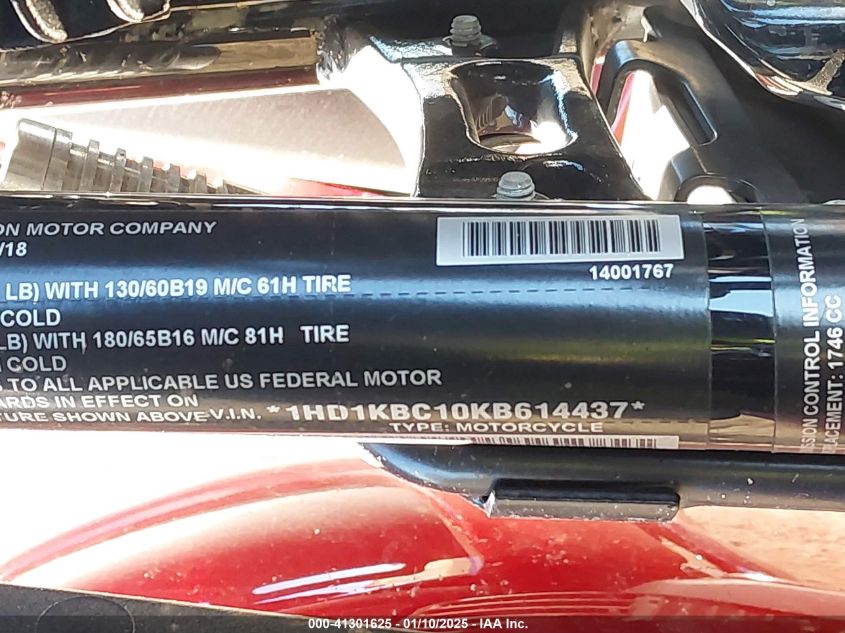 ON MOTOR COMPANY
/18
LB) WITH 130/60B19 M/C 61H TIRE
COLD
LB) WITH 180/65B16 M/C 81H TIRE
COLD
TO ALL APPLICABLE US FEDERAL MOTOR
ARDS IN EFFECT ON
TURE SHOWN ABOVE V.I.N. *1HD1KBC10KB614437*
TYPE: MOTORCYCLE
14001767
SSION CONTROL INFORMATION
PLACEMENT: 1746 CC
000-41301625 - 01/10/2025 - IAA Inc.